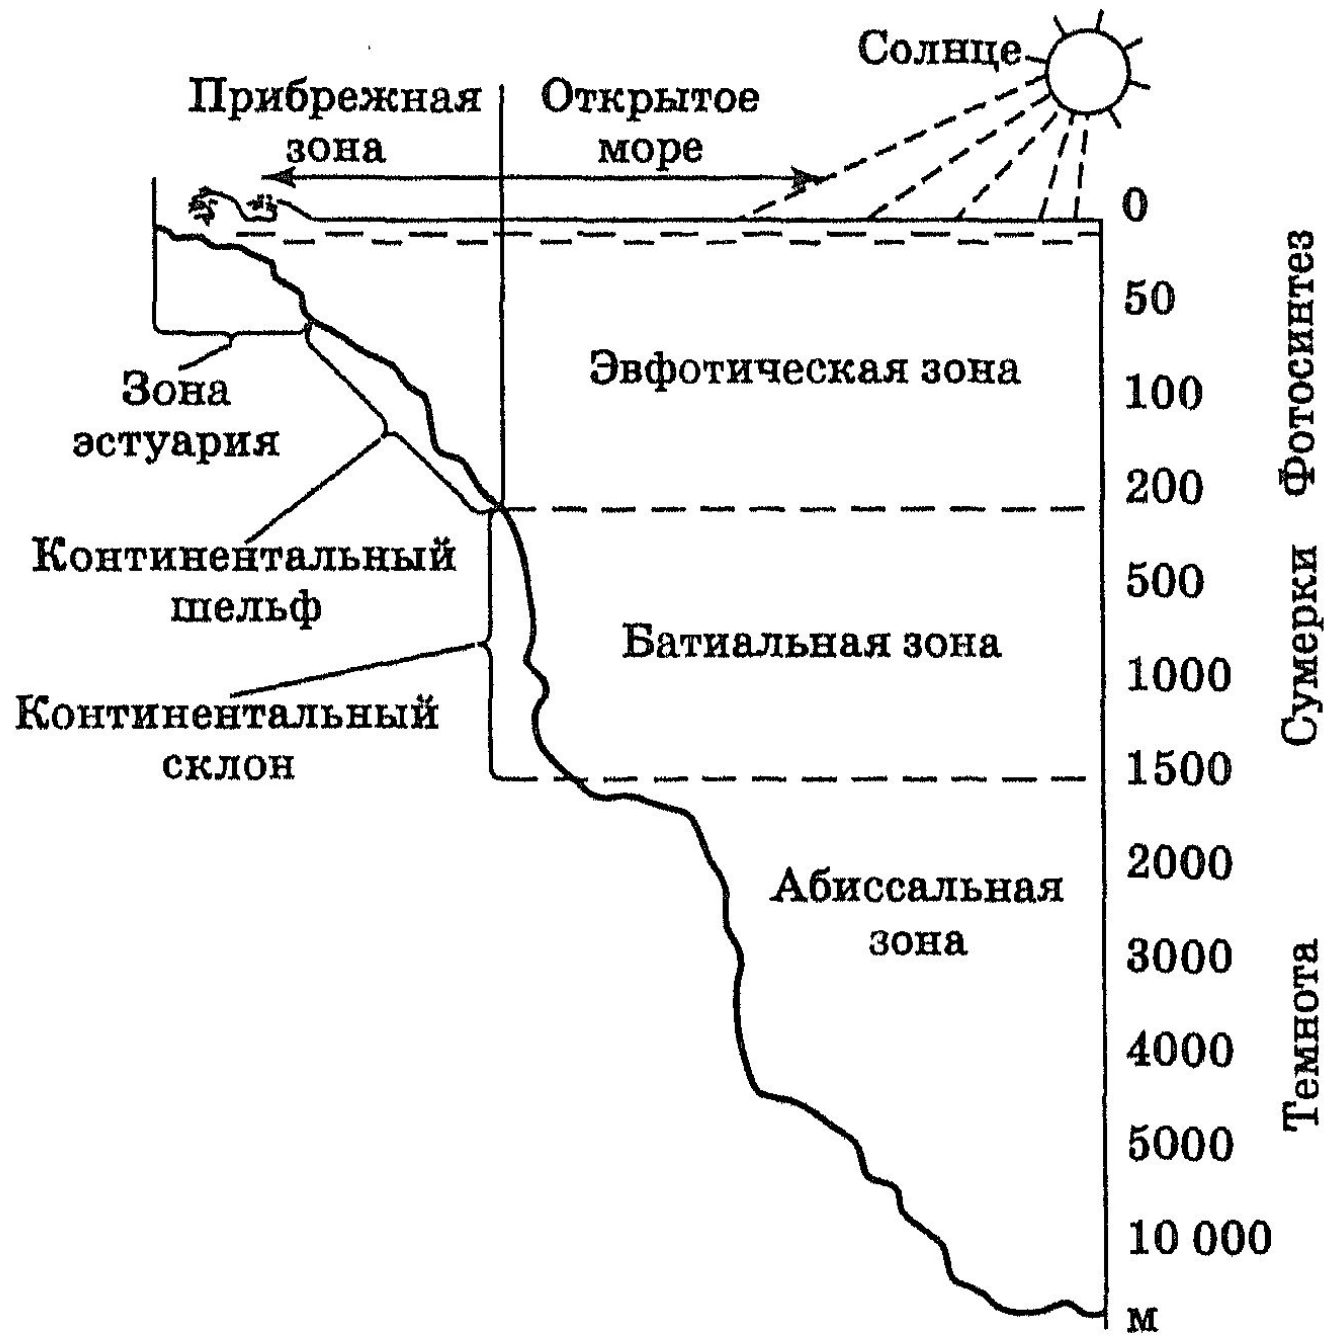 Солнце
Прибрежная
зона
Открытое
море
0
50
100
200
500
1000
1500
2000
3000
4000
5000
10 000
м
Фотосинтез
Сумерки
Темнота
Эвфотическая зона
Зона
эстуария
Континентальный
шельф
Батиальная зона
Континентальный
склон
Абиссальная
зона